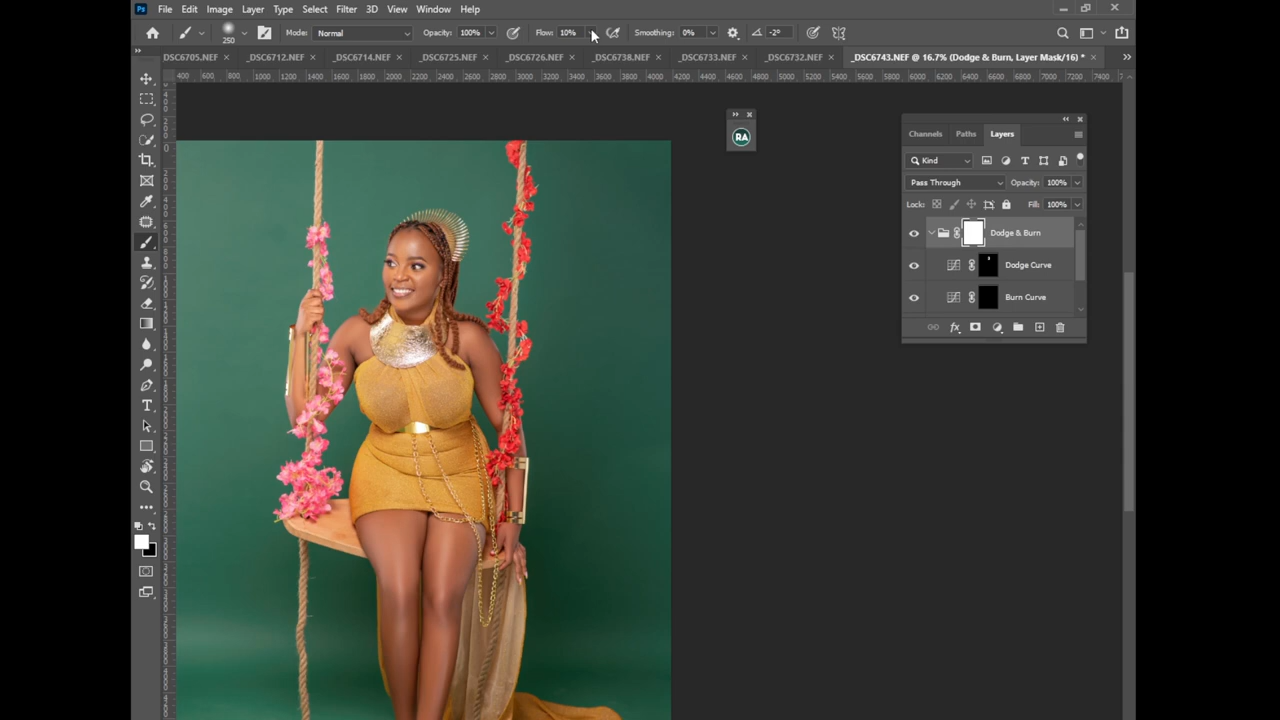 Ps File Edit Image Layer Type Select Filter 3D View Window Help
250 Mode: Normal Opacity: 100% Flow: 10% Smoothing: 0% -2°
DSC6705.NEF × _DSC6712.NEF × _DSC6714.NEF × _DSC6725.NEF × _DSC6726.NEF × _DSC6738.NEF × _DSC6733.NEF × _DSC6732.NEF × _DSC6743.NEF @ 16.7% (Dodge & Burn, Layer Mask/16) * ×
400 600 800 1000 1200 1400 1600 1800 2000 2200 2400 2600 2800 3000 3200 3400 3600 3800 4000 4200 4400 4600 4800 5000 5200 5400 5600 5800 6000 6200 6400 6600 6800 7000 7200 7400
RA
Channels Paths Layers
Kind
Pass Through Opacity: 100%
Lock: Fill: 100%
Dodge & Burn
Dodge Curve
Burn Curve
fx